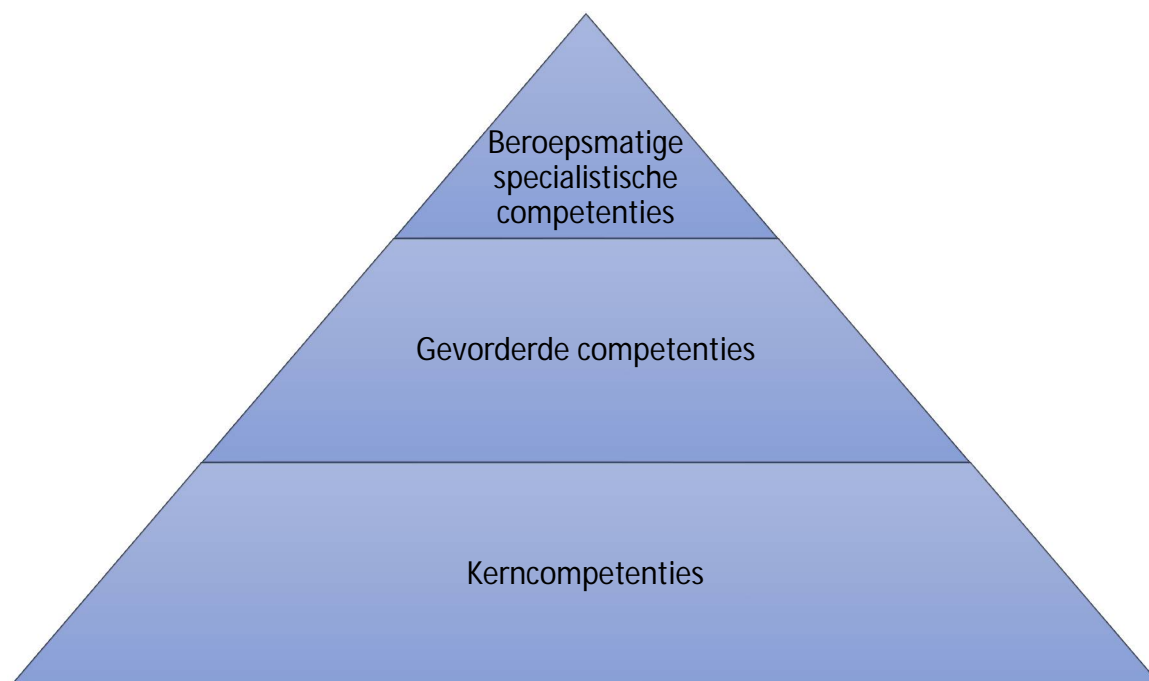 Beroepsmatige
specialistische
competenties
Gevorderde competenties
Kerncompetenties